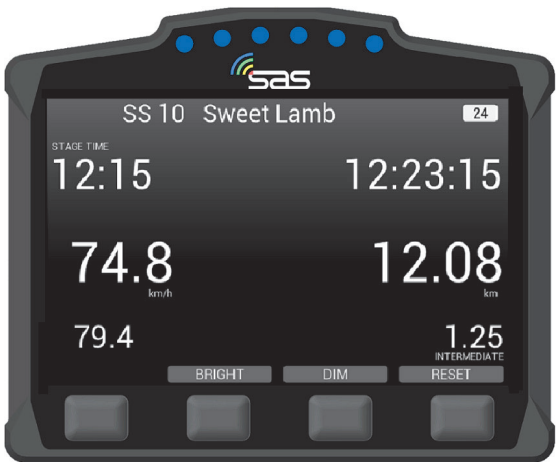 sas
SS 10 Sweet Lamb 24
STAGE TIME
12:15 12:23:15
74.8 12.08
km/h km
79.4 1.25
INTERMEDIATE
BRIGHT DIM RESET